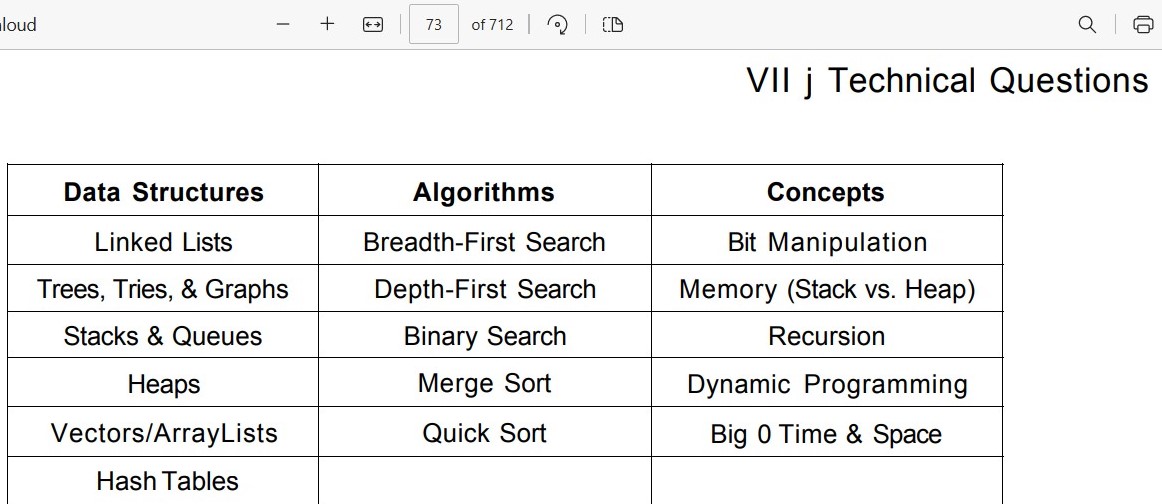 loud
73 of 712
VII j Technical Questions
Data Structures Algorithms Concepts
Linked Lists Breadth-First Search Bit Manipulation
Trees, Tries, & Graphs Depth-First Search Memory (Stack vs. Heap)
Stacks & Queues Binary Search Recursion
Heaps Merge Sort Dynamic Programming
Vectors/ArrayLists Quick Sort Big 0 Time & Space
Hash Tables